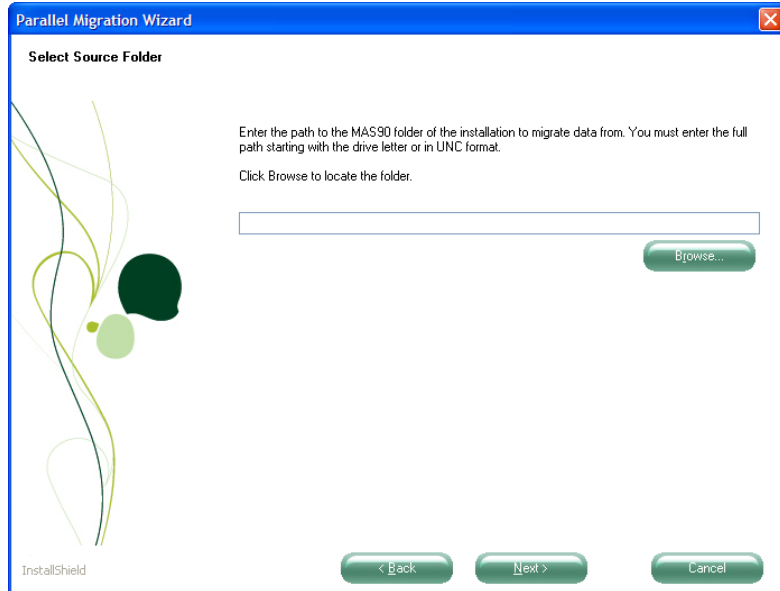 Parallel Migration Wizard
Select Source Folder
Enter the path to the MAS90 folder of the installation to migrate data from. You must enter the full
path starting with the drive letter or in UNC format.
Click Browse to locate the folder.
Browse...
InstallShield
< Back
Next >
Cancel